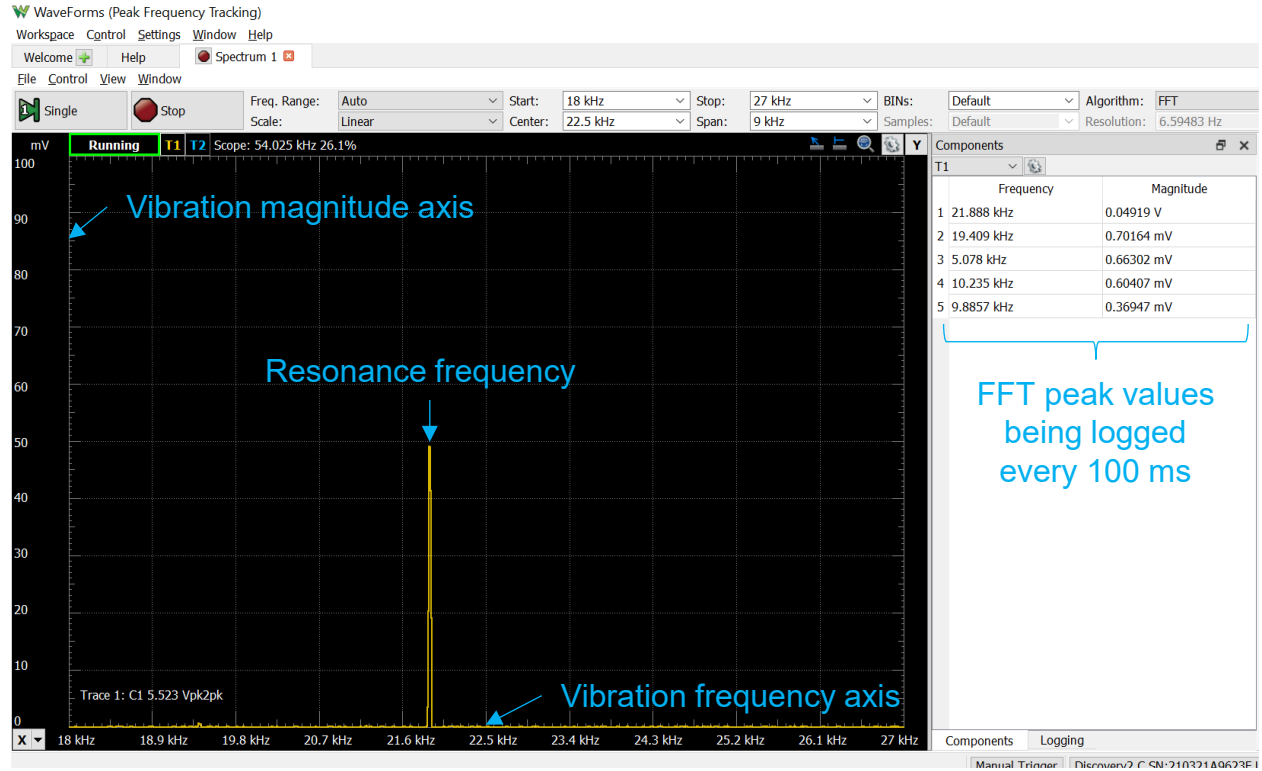 WaveForms (Peak Frequency Tracking)
Workspace Control Settings Window Help
Welcome Help Spectrum 1
File Control View Window
Single Stop Freq. Range: Auto Start: 18 kHz Stop: 27 kHz BINs: Default Algorithm: FFT
Scale: Linear Center: 22.5 kHz Span: 9 kHz Samples: Default Resolution: 6.59483 Hz
mV Running T1 T2 Scope: 54.025 kHz 26.1% Y
Components
T1
Frequency Magnitude
1 21.888 kHz 0.04919 V
2 19.409 kHz 0.70164 mV
3 5.078 kHz 0.66302 mV
4 10.235 kHz 0.60407 mV
5 9.8857 kHz 0.36947 mV
100
90
80
70
60
50
40
30
20
10
0
Vibration magnitude axis
Resonance frequency
FFT peak values
being logged
every 100 ms
Trace 1: C1 5.523 Vpk2pk
Vibration frequency axis
X 18 kHz 18.9 kHz 19.8 kHz 20.7 kHz 21.6 kHz 22.5 kHz 23.4 kHz 24.3 kHz 25.2 kHz 26.1 kHz 27 kHz
Components Logging
Manual Trigger Discovery2 C SN:210321A9623E